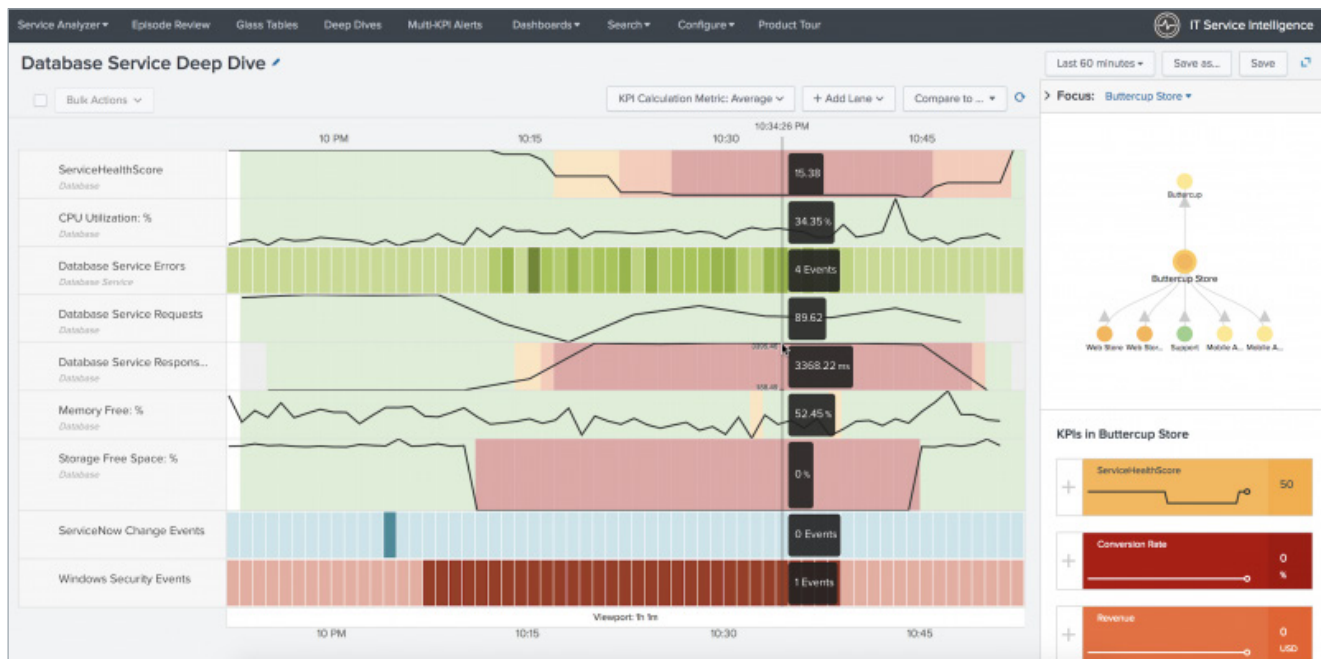 Service Analyzer Episode Review Glass Tables Deep Dives Multi-KPI Alerts Dashboards Search Configure Product Tour IT Service Intelligence
Database Service Deep Dive
Last 60 minutes Save as... Save
Bulk Actions
KPI Calculation Metric: Average + Add Lane Compare to ...
10:34:26 PM
10 PM 10:15 10:30 10:45
ServiceHealthScore
Database
15.38
CPU Utilization: %
Database
34.35 %
Database Service Errors
Database Service
4 Events
Database Service Requests
Database
89.62
Database Service Respons...
Database
3368.22 ms
Memory Free: %
Database
52.45 %
Storage Free Space: %
Database
0 %
ServiceNow Change Events
0 Events
Windows Security Events
1 Events
Viewport: 1h 1m
10 PM 10:15 10:30 10:45
Focus: Buttercup Store
Buttercup
Buttercup Store
Web Store Web Stor... Support Mobile A... Mobile A...
KPIs in Buttercup Store
ServiceHealthScore
50
Conversion Rate
0
%
Revenue
0
USD